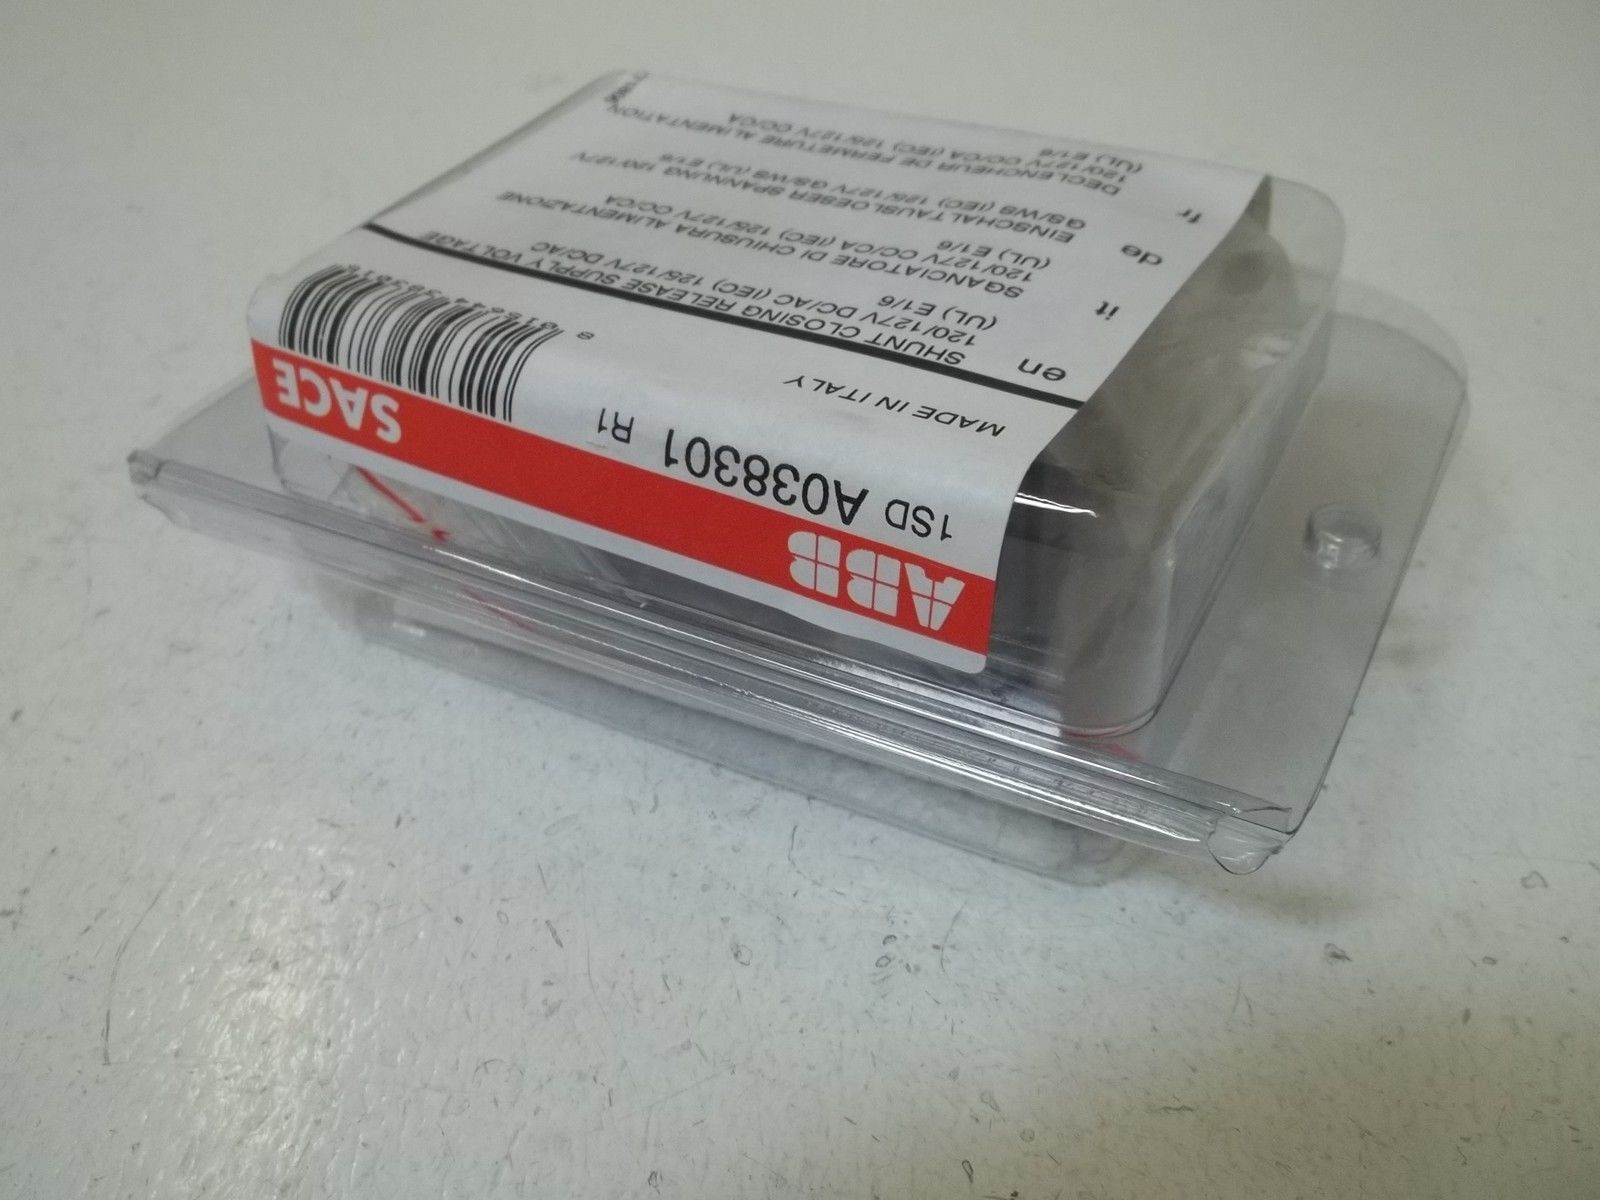 ABB SACE
1SD A038301 R1
MADE IN ITALY
en SHUNT CLOSING RELEASE SUPPLY VOLTAGE
120/127V DC/AC (IEC) 125/127V DC/AC
(UL) E1/6
it SGANCIATORE DI CHIUSURA ALIMENTAZIONE
120/127V CC/CA (IEC) 125/127V CC/CA
(UL) E1/6
de EINSCHALTAUSLOESER SPANNUNG 120/127V
GS/WS (IEC) 125/127V GS/WS (UL) E1/6
fr DECLENCHEUR DE FERMETURE ALIMENTATION
120/127V CC/CA (IEC) 125/127V CC/CA
(UL) E1/6